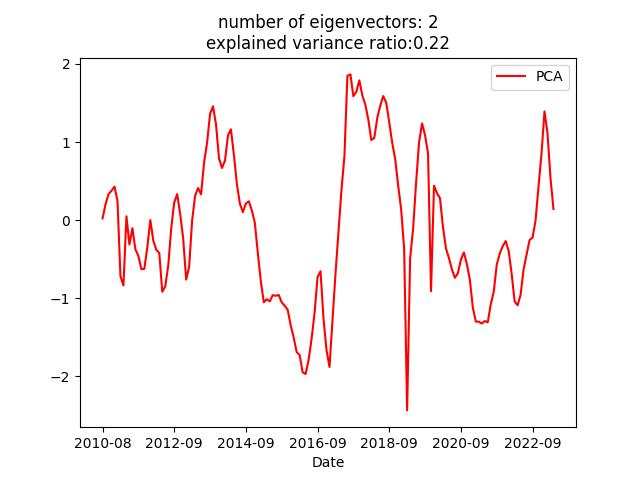 number of eigenvectors: 2
explained variance ratio:0.22
PCA
2
1
0
−1
−2
2010-08 2012-09 2014-09 2016-09 2018-09 2020-09 2022-09
Date